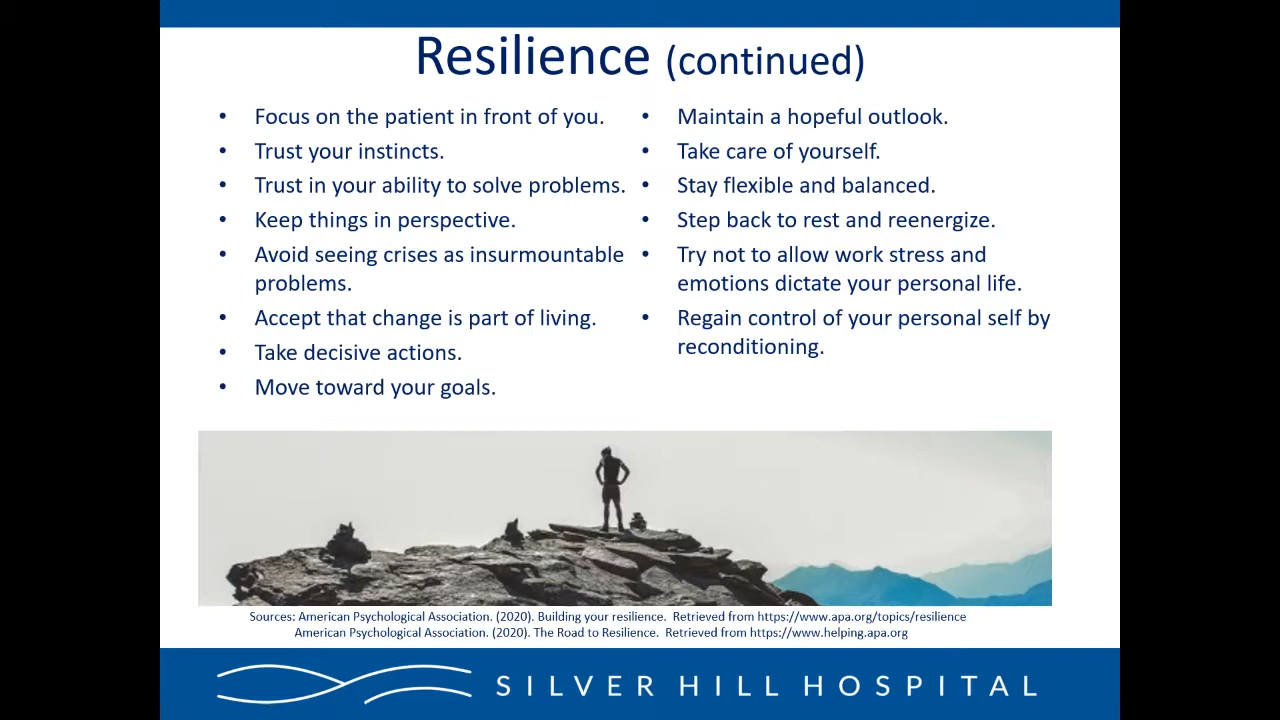 Resilience (continued)
• Focus on the patient in front of you.
• Trust your instincts.
• Trust in your ability to solve problems.
• Keep things in perspective.
• Avoid seeing crises as insurmountable
problems.
• Accept that change is part of living.
• Take decisive actions.
• Move toward your goals.
• Maintain a hopeful outlook.
• Take care of yourself.
• Stay flexible and balanced.
• Step back to rest and reenergize.
• Try not to allow work stress and
emotions dictate your personal life.
• Regain control of your personal self by
reconditioning.
Sources: American Psychological Association. (2020). Building your resilience. Retrieved from https://www.apa.org/topics/resilience
American Psychological Association. (2020). The Road to Resilience. Retrieved from https://www.helping.apa.org
SILVER HILL HOSPITAL